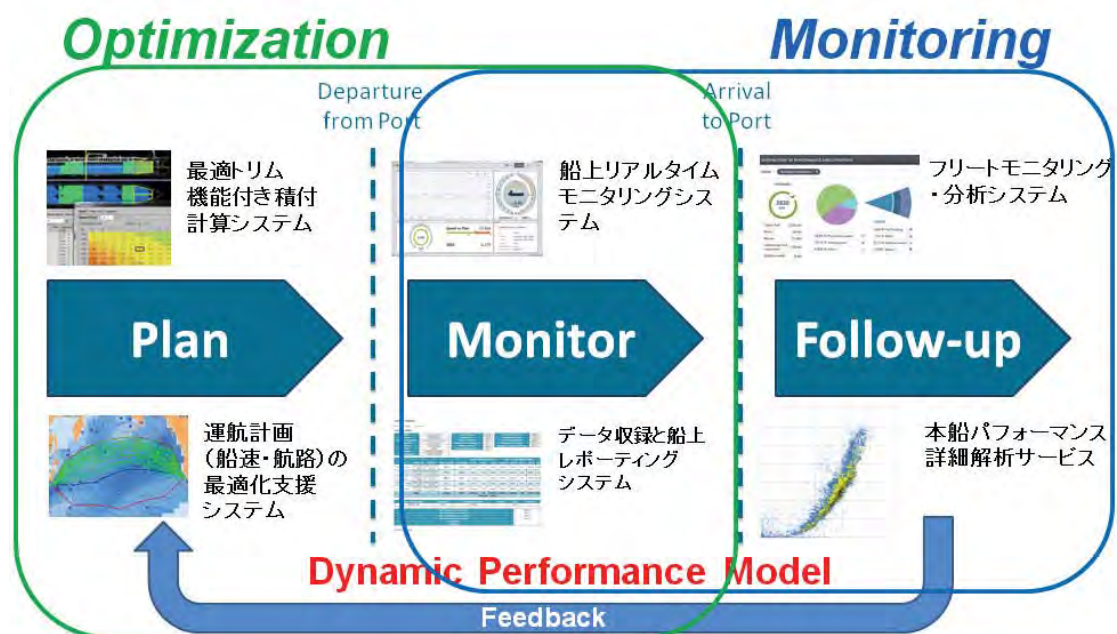 Optimization
Monitoring
Departure
from Port
Arrival
to Port
最適トリム
機能付き積付
計算システム
船上リアルタイム
モニタリングシス
テム
フリートモニタリング
・分析システム
Plan
Monitor
Follow-up
運航計画
(船速・航路)の
最適化支援
システム
データ収録と船上
レポーティング
システム
本船パフォーマンス
詳細解析サービス
Dynamic Performance Model
Feedback